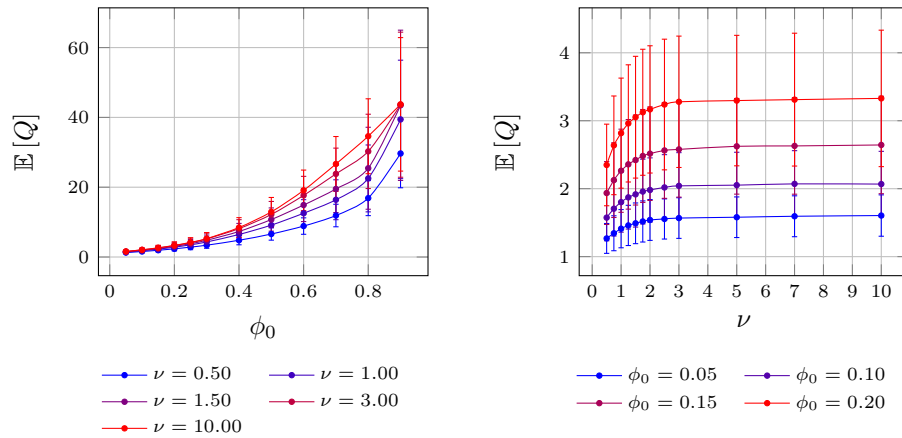 60
40
20
0
0
0.2
0.4
0.6
0.8
𝔼 [Q]
ϕ₀
ν = 0.50
ν = 1.00
ν = 1.50
ν = 3.00
ν = 10.00
4
3
2
1
0
1
2
3
4
5
6
7
8
9
10
𝔼 [Q]
ν
ϕ₀ = 0.05
ϕ₀ = 0.10
ϕ₀ = 0.15
ϕ₀ = 0.20